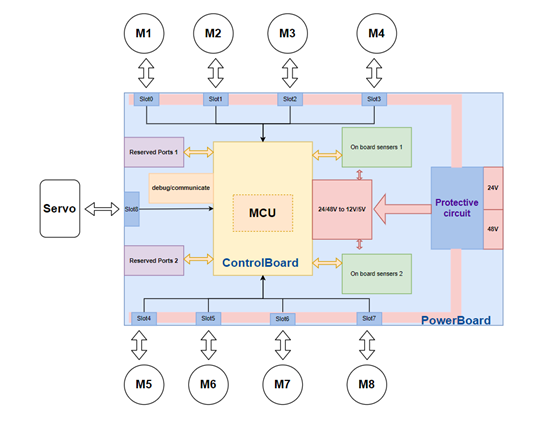 M1
M2
M3
M4
Slot0
Slot1
Slot2
Slot3
Reserved Ports 1
On board sensers 1
debug/communicate
24V
Servo
Slot8
MCU
24/48V to 12V/5V
Protective
circuit
48V
Reserved Ports 2
ControlBoard
On board sensers 2
Slot4
Slot5
Slot6
Slot7
PowerBoard
M5
M6
M7
M8